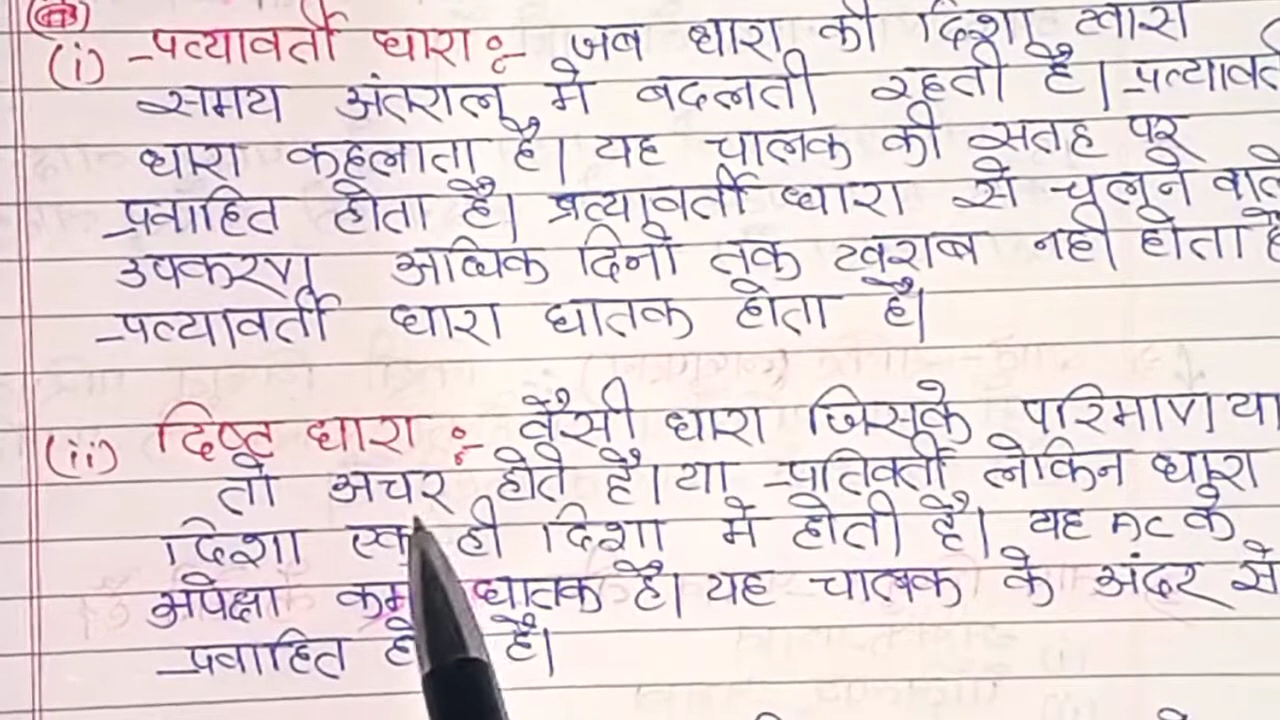 (i) प्रत्यावर्ती धारा :- जब धारा की दिशा खास
समय अंतराल में बदलती रहती है। प्रत्यावर्त
धारा कहलाता है। यह चालक की सतह पर
प्रवाहित होता है। प्रत्यावर्ती धारा से चलने वाले
उपकरण अधिक दिनों तक खराब नहीं होता है
प्रत्यावर्ती धारा घातक होता है।
(ii) दिष्ट धारा :- वैसी धारा जिसके परिमाण या
तो अचर होते है। या प्रतिवर्ती लेकिन धारा
दिशा एक ही दिशा में होती है। यह AC के
अपेक्षा कम घातक है। यह चालक के अंदर से
प्रवाहित है।